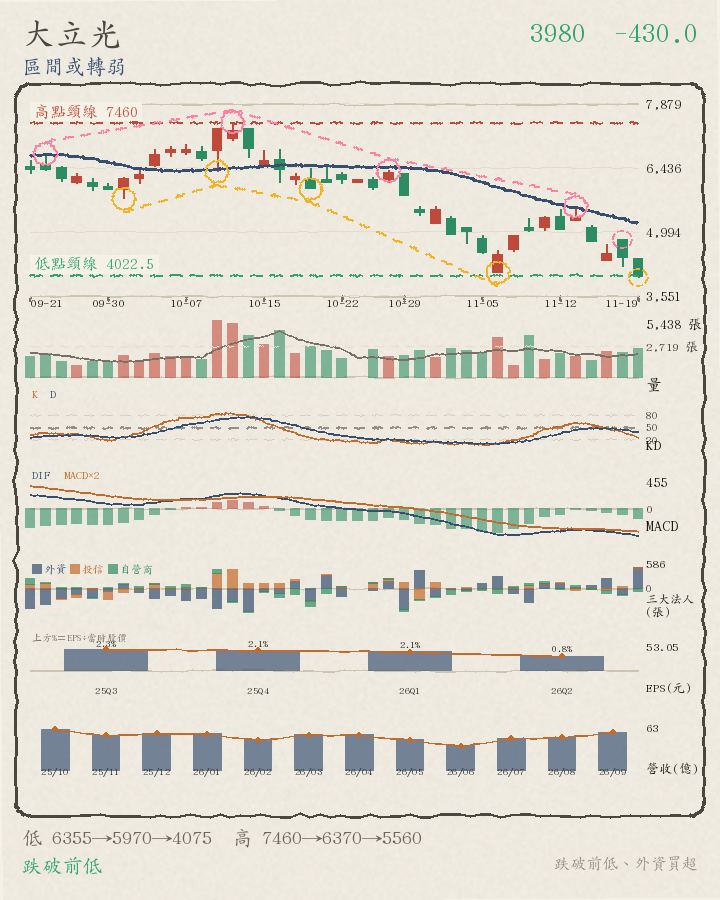 大立光
3980 -430.0
區間或轉弱
高點頸線 7460
7,879
6,436
4,994
低點頸線 4022.5
3,551
09-21 09-30 10-07 10-15 10-22 10-29 11-05 11-12 11-19
5,438 張
2,719 張
量
K D
80
50
20
KD
DIF MACD×2
455
0
MACD
外資 投信 自營商
586
0
三大法人
(張)
上方%=EPS÷當時股價
2.3% 2.1% 2.1% 0.8%
53.05
25Q3 25Q4 26Q1 26Q2
EPS(元)
63
25/10 25/11 25/12 26/01 26/02 26/03 26/04 26/05 26/06 26/07 26/08 26/09
營收(億)
低 6355→5970→4075 高 7460→6370→5560
跌破前低
跌破前低、外資買超